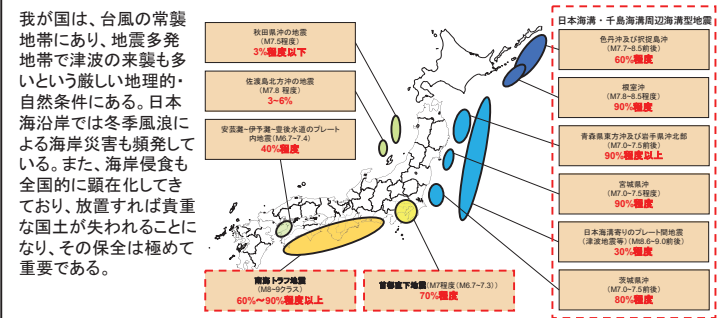 我が国は、台風の常襲
地帯にあり、地震多発
地帯で津波の来襲も多
いという厳しい地理的・
自然条件にある。日本
海沿岸では冬季風浪に
よる海岸災害も頻発して
いる。また、海岸侵食も
全国的に顕在化してき
ており、放置すれば貴重
な国土が失われることに
なり、その保全は極めて
重要である。
秋田県沖の地震
(M7.5程度)
3%程度以下
佐渡島北方沖の地震
(M7.8 程度)
3~6%
安芸灘~伊予灘~豊後水道のプレート
内地震(M6.7~7.4)
40%程度
南海トラフ地震
(M8~9クラス)
60%~90%程度以上
首都直下地震(M7程度(M6.7~7.3))
70%程度
日本海溝・千島海溝周辺海溝型地震
色丹沖及び択捉島沖
(M7.7~8.5前後)
60%程度
根室沖
(M7.8~8.5程度)
90%程度
青森県東方沖及び岩手県沖北部
(M7.0~7.5前後)
90%程度以上
宮城県沖
(M7.0~7.5程度)
90%程度
日本海溝寄りのプレート間地震
(津波地震等)(Mt8.6~9.0前後)
30%程度
茨城県沖
(M7.0~7.5前後)
80%程度